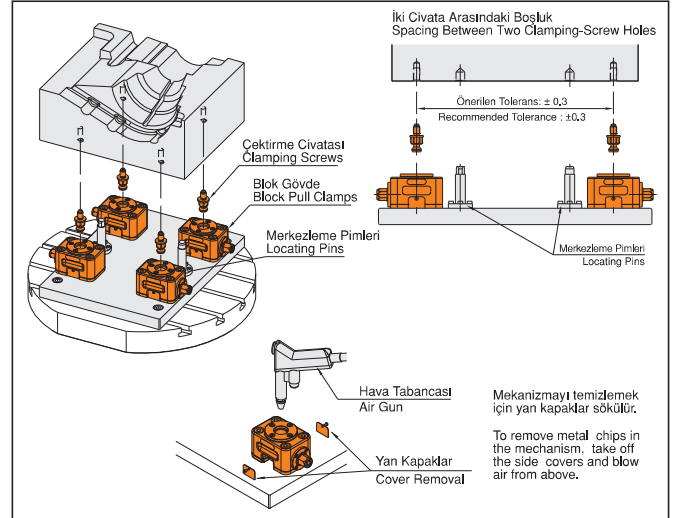 İki Civata Arasındaki Boşluk
Spacing Between Two Clamping-Screw Holes
Önerilen Tolerans: ± 0.3
Recommended Tolerance : ±0.3
Çektirme Civatası
Clamping Screws
Blok Gövde
Block Pull Clamps
Merkezleme Pimleri
Locating Pins
Merkezleme Pimleri
Locating Pins
Hava Tabancası
Air Gun
Yan Kapaklar
Cover Removal
Mekanizmayı temizlemek
için yan kapaklar sökülür.
To remove metal chips in
the mechanism, take off
the side covers and blow
air from above.